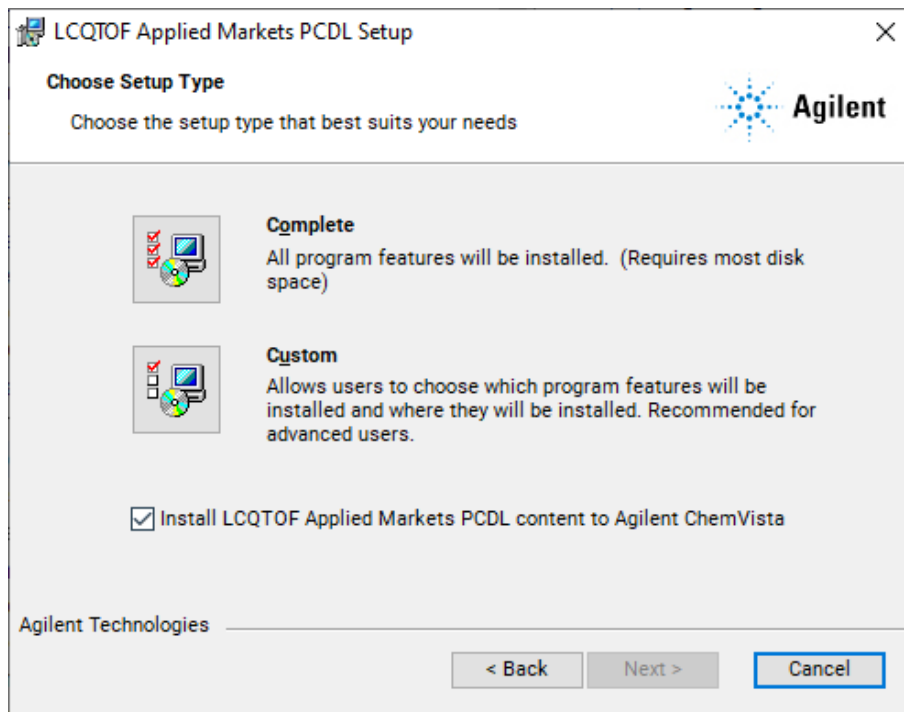 LCQTOF Applied Markets PCDL Setup
Choose Setup Type
Choose the setup type that best suits your needs
Agilent
Complete
All program features will be installed.  (Requires most disk
space)
Custom
Allows users to choose which program features will be
installed and where they will be installed. Recommended for
advanced users.
Install LCQTOF Applied Markets PCDL content to Agilent ChemVista
Agilent Technologies
< Back
Next >
Cancel